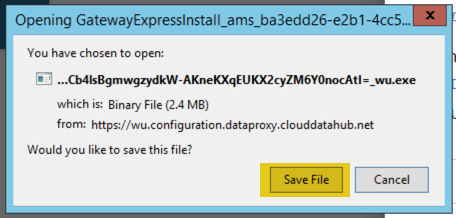 Opening GatewayExpressInstall_ams_ba3edd26-e2b1-4cc5...
x
You have chosen to open:
...Cb4lsBgmwgzydkW-AKneKXqEUKX2cyZM6Y0nocAtI=_wu.exe
which is: Binary File (2.4 MB)
from: https://wu.configuration.dataproxy.clouddatahub.net
Would you like to save this file?
Save File
Cancel